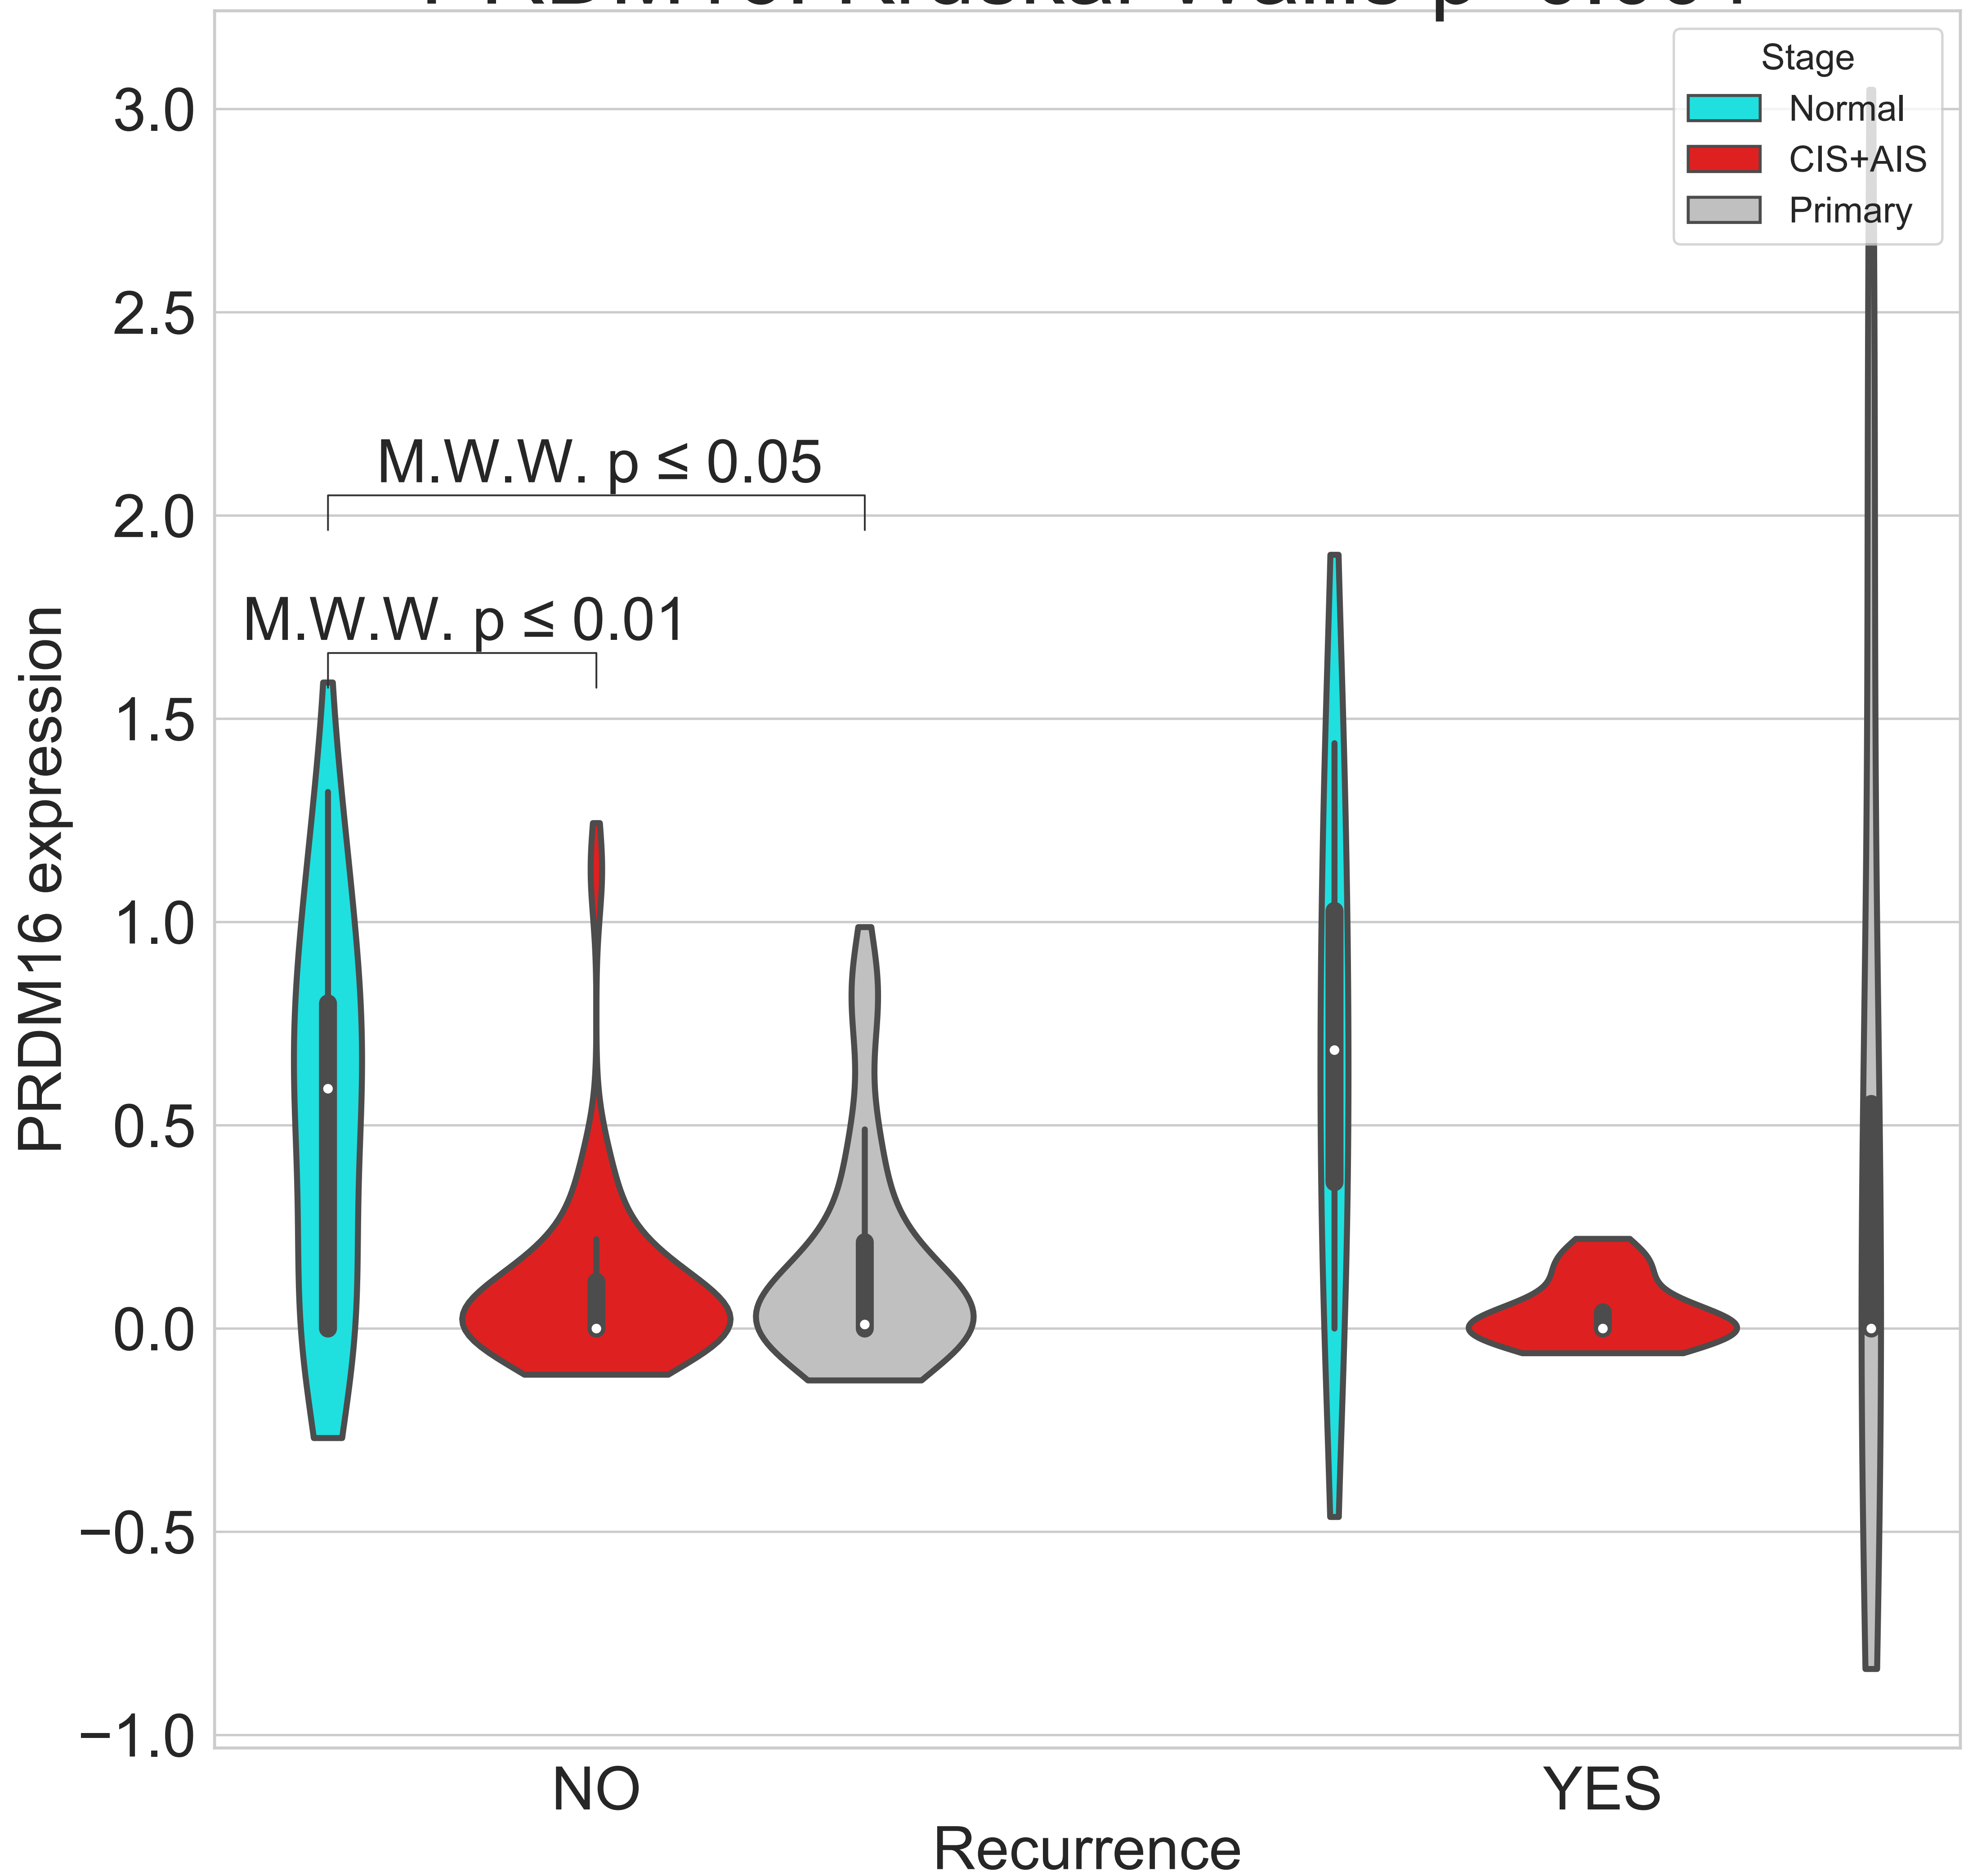 Stage
Normal
CIS+AIS
Primary
3.0
2.5
M.W.W. p ≤ 0.05
2.0
M.W.W. p ≤ 0.01
1.5
1.0
0.5
0.0
−0.5
−1.0
PRDM16 expression
NO
YES
Recurrence